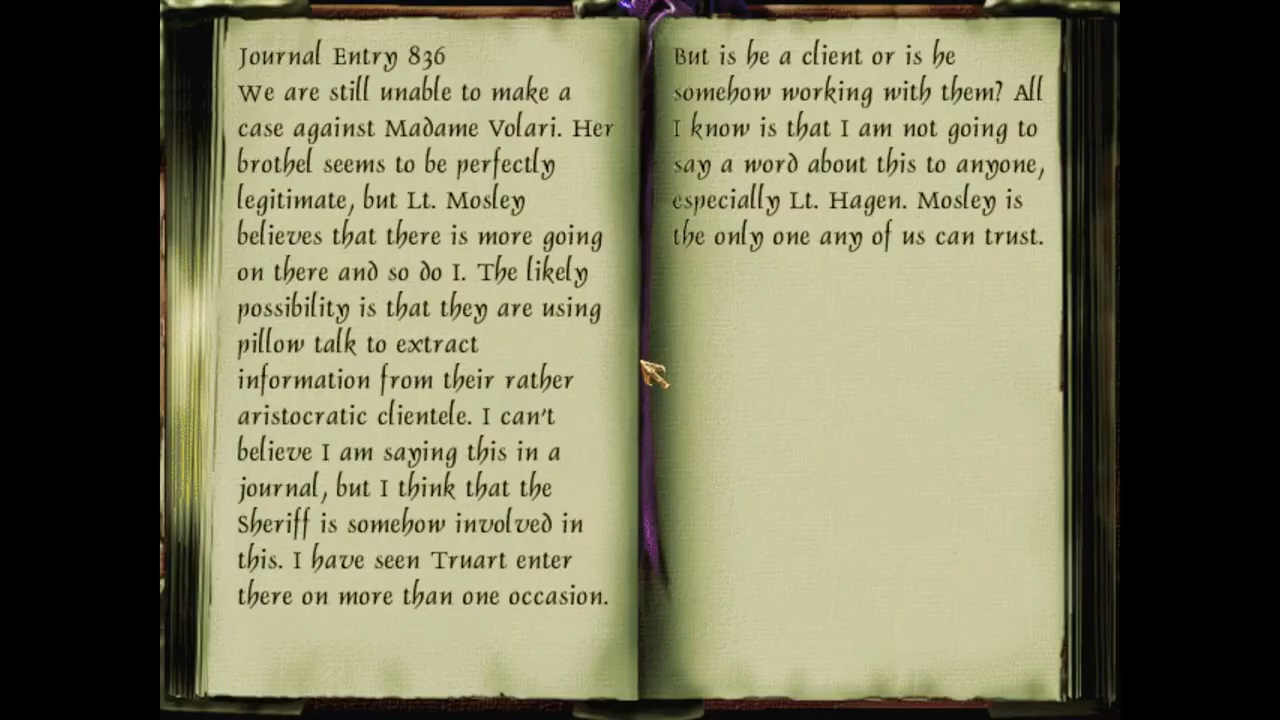 Journal Entry 836
We are still unable to make a
case against Madame Volari. Her
brothel seems to be perfectly
legitimate, but Lt. Mosley
believes that there is more going
on there and so do I. The likely
possibility is that they are using
pillow talk to extract
information from their rather
aristocratic clientele. I can't
believe I am saying this in a
journal, but I think that the
Sheriff is somehow involved in
this. I have seen Truart enter
there on more than one occasion.
But is he a client or is he
somehow working with them? All
I know is that I am not going to
say a word about this to anyone,
especially Lt. Hagen. Mosley is
the only one any of us can trust.